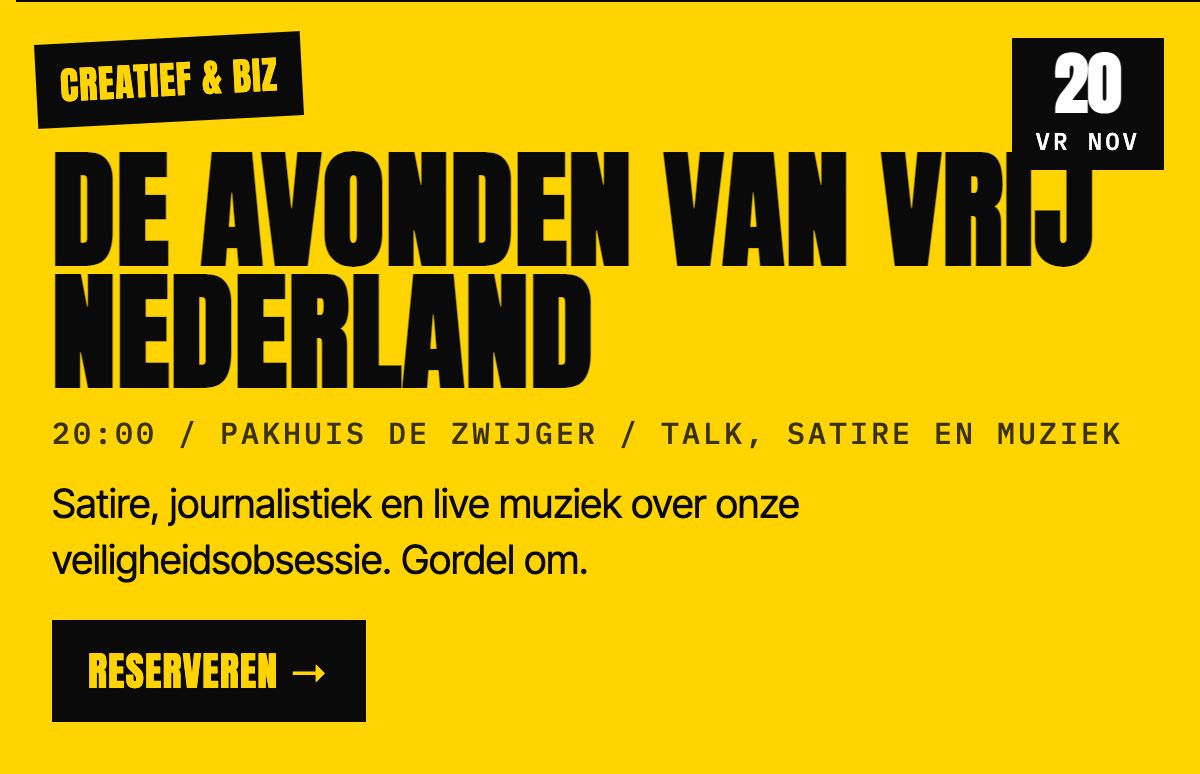 CREATIEF & BIZ
20
VR NOV
DE AVONDEN VAN VRIJ
NEDERLAND
20:00 / PAKHUIS DE ZWIJGER / TALK, SATIRE EN MUZIEK
Satire, journalistiek en live muziek over onze
veiligheidsobsessie. Gordel om.
RESERVEREN →